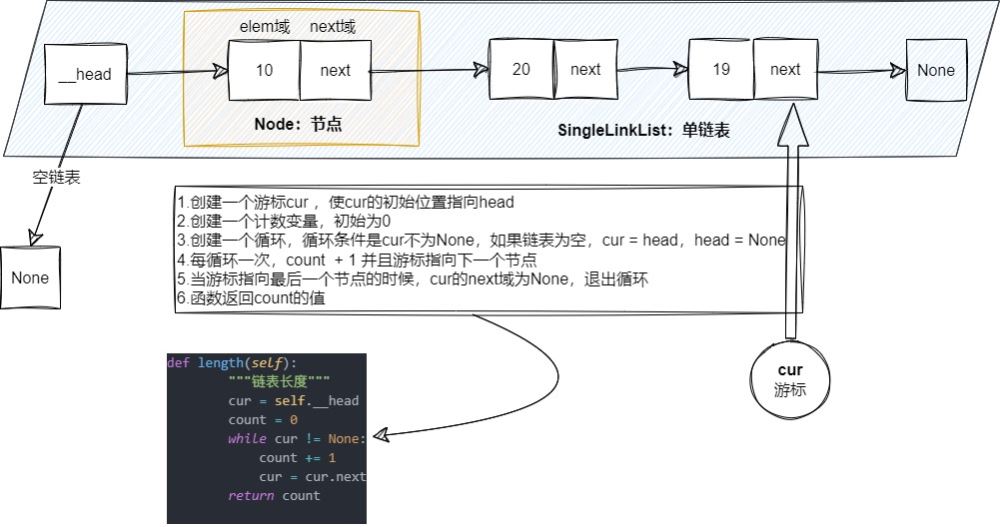 elem域 next域
__head
10
next
20
next
19
next
None
Node：节点
SingleLinkList：单链表
空链表
None
1.创建一个游标cur ，使cur的初始位置指向head
2.创建一个计数变量，初始为0
3.创建一个循环，循环条件是cur不为None，如果链表为空，cur = head，head = None
4.每循环一次，count + 1 并且游标指向下一个节点
5.当游标指向最后一个节点的时候，cur的next域为None，退出循环
6.函数返回count的值
cur
游标
def length(self):
"""链表长度"""
cur = self.__head
count = 0
while cur != None:
count += 1
cur = cur.next
return count